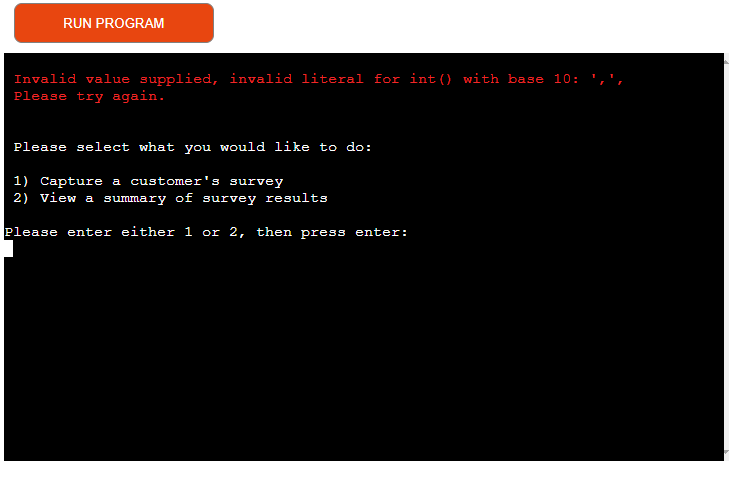 RUN PROGRAM
Invalid value supplied, invalid literal for int() with base 10: ',',
Please try again.
Please select what you would like to do:
1) Capture a customer's survey
2) View a summary of survey results
Please enter either 1 or 2, then press enter: